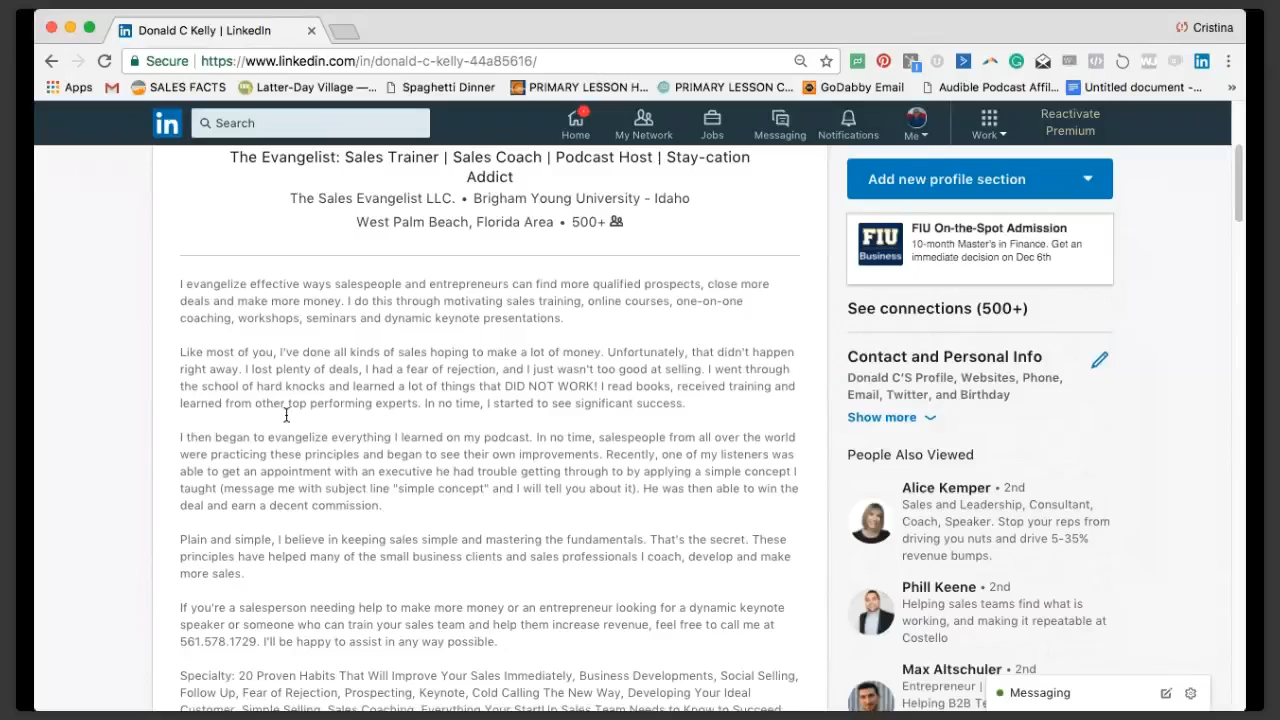 Donald C Kelly | LinkedIn
Cristina
Secure https://www.linkedin.com/in/donald-c-kelly-44a85616/
Apps SALES FACTS Latter-Day Village —... Spaghetti Dinner PRIMARY LESSON H... PRIMARY LESSON C... GoDabby Email Audible Podcast Affil... Untitled document -...
in Search Home My Network Jobs Messaging Notifications Me Work Reactivate Premium
The Evangelist: Sales Trainer | Sales Coach | Podcast Host | Stay-cation
Addict
The Sales Evangelist LLC. • Brigham Young University - Idaho
West Palm Beach, Florida Area • 500+
I evangelize effective ways salespeople and entrepreneurs can find more qualified prospects, close more
deals and make more money. I do this through motivating sales training, online courses, one-on-one
coaching, workshops, seminars and dynamic keynote presentations.
Like most of you, I've done all kinds of sales hoping to make a lot of money. Unfortunately, that didn't happen
right away. I lost plenty of deals, I had a fear of rejection, and I just wasn't too good at selling. I went through
the school of hard knocks and learned a lot of things that DID NOT WORK! I read books, received training and
learned from other top performing experts. In no time, I started to see significant success.
I then began to evangelize everything I learned on my podcast. In no time, salespeople from all over the world
were practicing these principles and began to see their own improvements. Recently, one of my listeners was
able to get an appointment with an executive he had trouble getting through to by applying a simple concept I
taught (message me with subject line "simple concept" and I will tell you about it). He was then able to win the
deal and earn a decent commission.
Plain and simple, I believe in keeping sales simple and mastering the fundamentals. That's the secret. These
principles have helped many of the small business clients and sales professionals I coach, develop and make
more sales.
If you're a salesperson needing help to make more money or an entrepreneur looking for a dynamic keynote
speaker or someone who can train your sales team and help them increase revenue, feel free to call me at
561.578.1729. I'll be happy to assist in any way possible.
Specialty: 20 Proven Habits That Will Improve Your Sales Immediately, Business Developments, Social Selling,
Follow Up, Fear of Rejection, Prospecting, Keynote, Cold Calling The New Way, Developing Your Ideal
Customer, Simple Selling, Sales Coaching, Everything Your StartUp Sales Team Needs to Know to Succeed
Add new profile section
FIU Business
FIU On-the-Spot Admission
10-month Master's in Finance. Get an
immediate decision on Dec 6th
See connections (500+)
Contact and Personal Info
Donald C'S Profile, Websites, Phone,
Email, Twitter, and Birthday
Show more
People Also Viewed
Alice Kemper • 2nd
Sales and Leadership, Consultant,
Coach, Speaker. Stop your reps from
driving you nuts and drive 5-35%
revenue bumps.
Phill Keene • 2nd
Helping sales teams find what is
working, and making it repeatable at
Costello
Max Altschuler • 2nd
Entrepreneur |
Helping B2B
Messaging